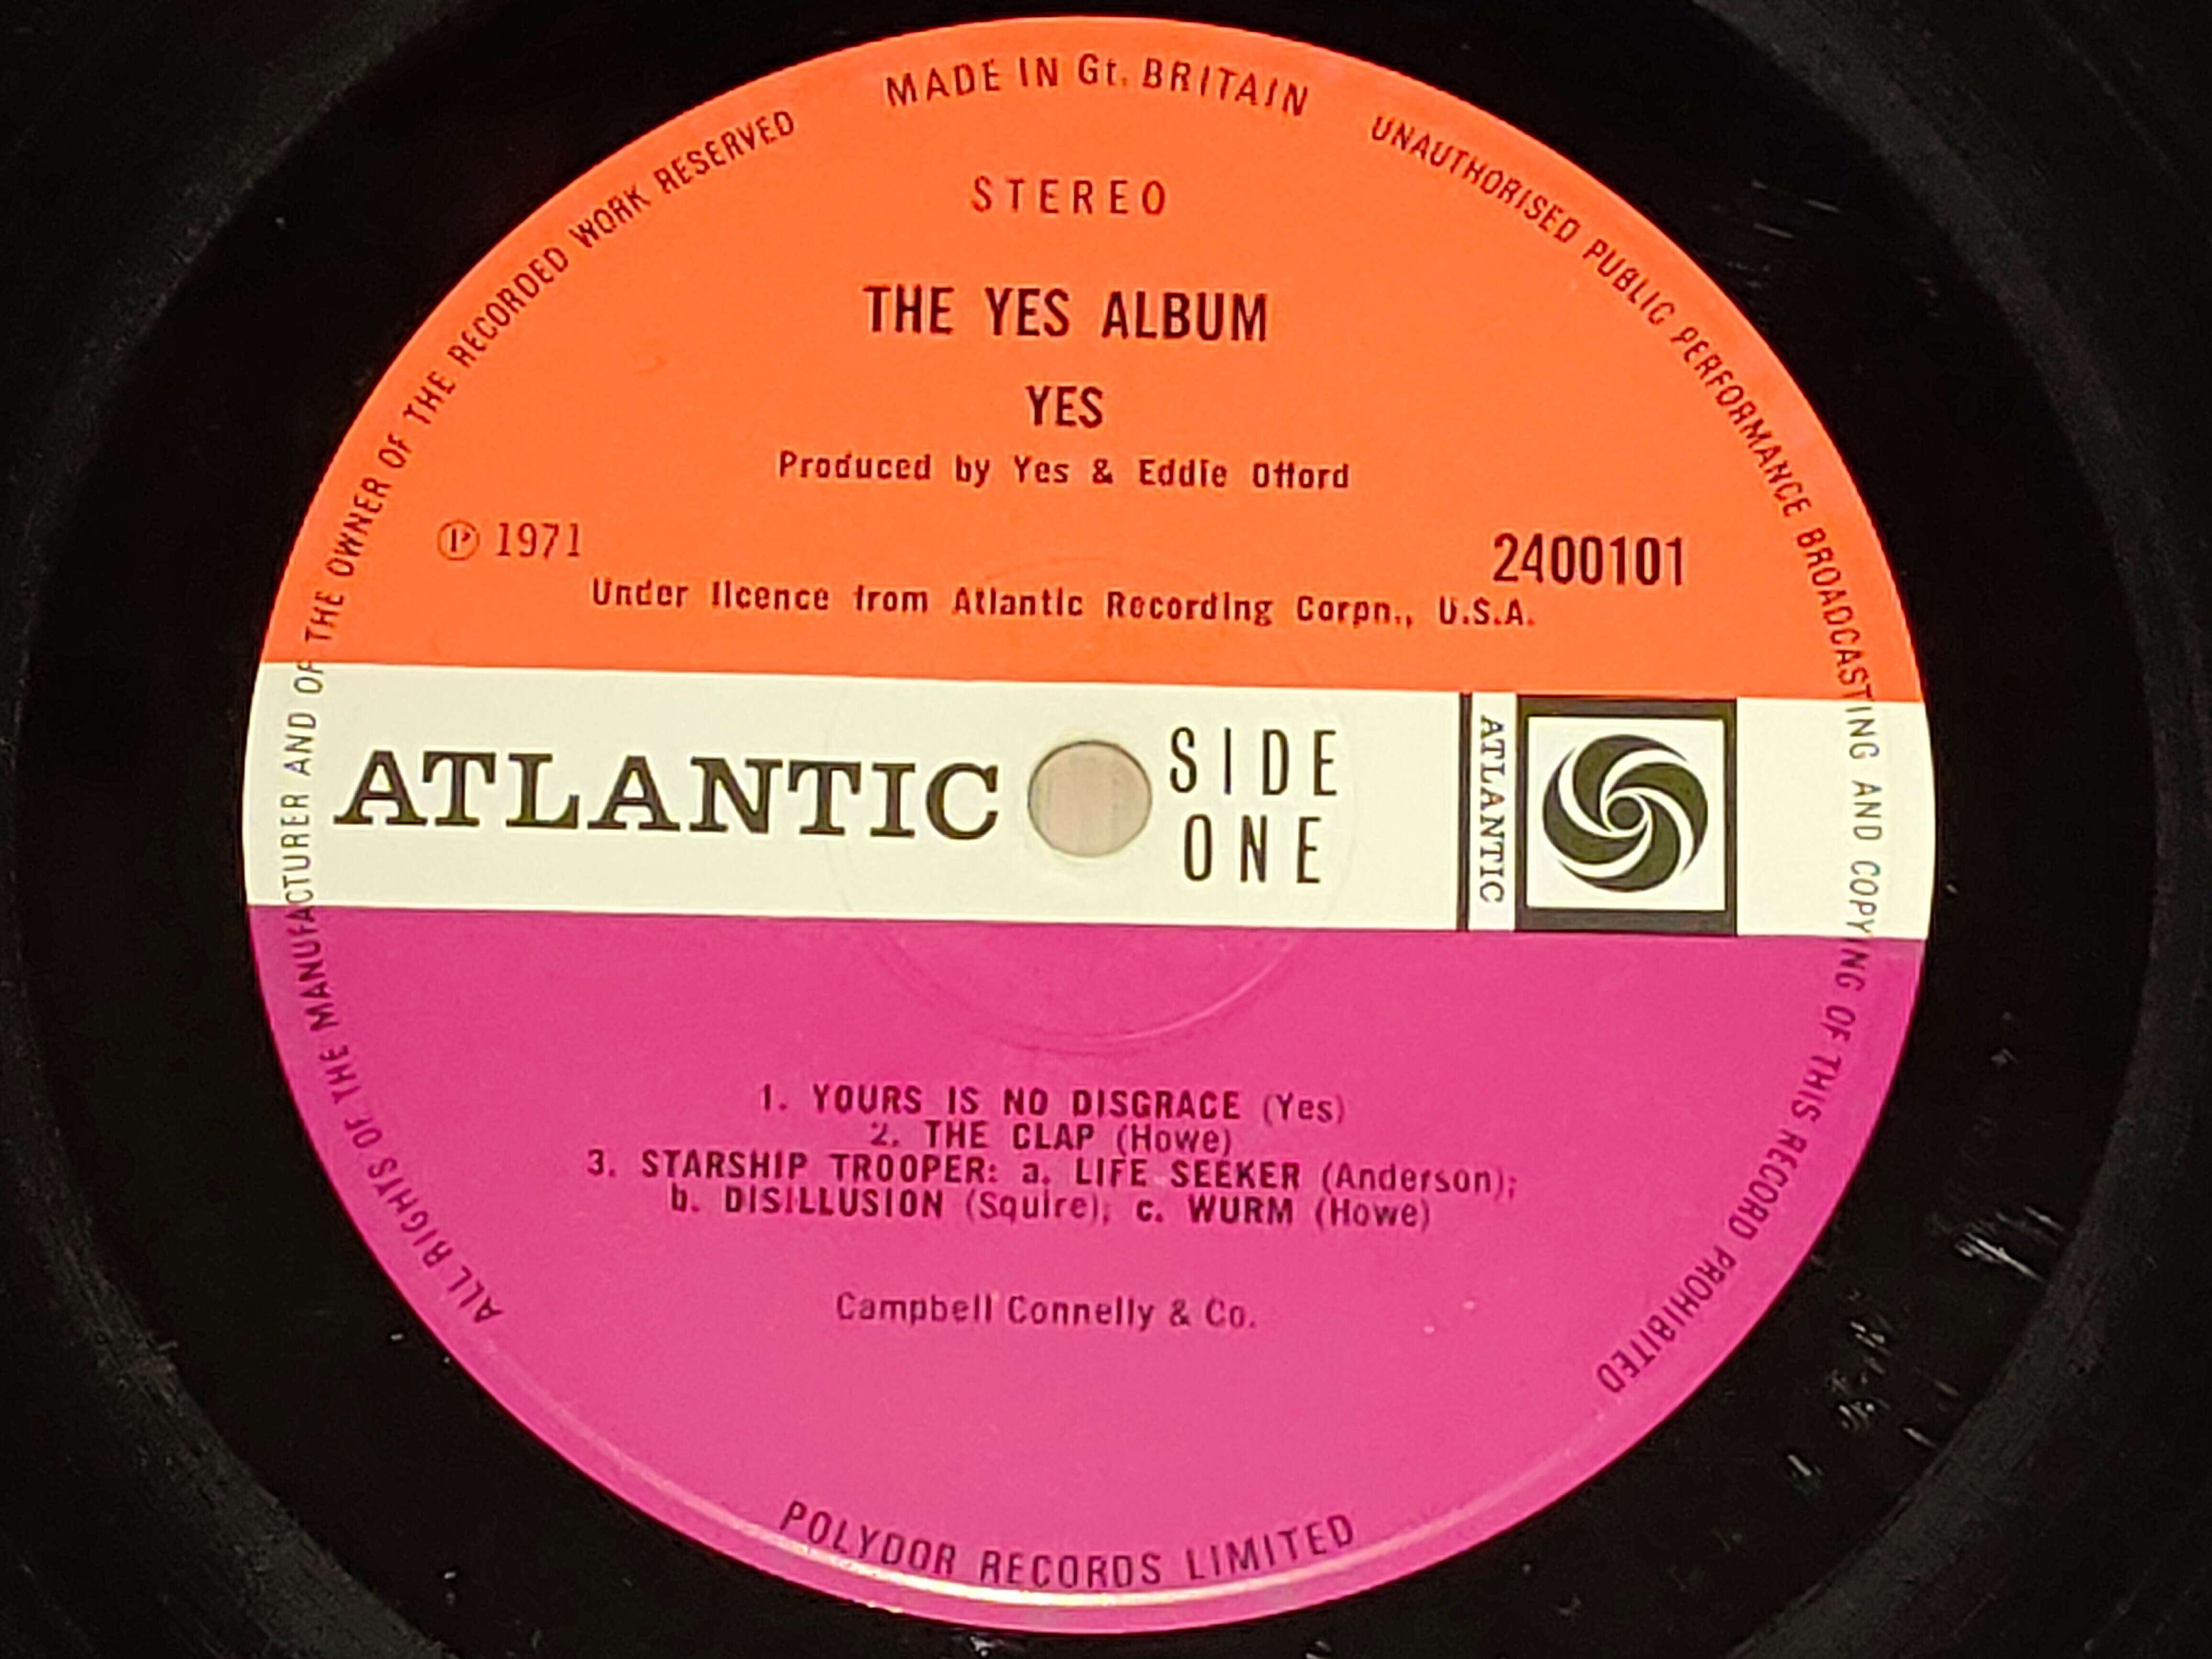 MADE IN Gt. BRITAIN
UNAUTHORISED PUBLIC PERFORMANCE BROADCASTING AND COPYING OF THIS RECORD PROHIBITED
ALL RIGHTS OF THE MANUFACTURER AND OF THE OWNER OF THE RECORDED WORK RESERVED
STEREO
THE YES ALBUM
YES
Produced by Yes & Eddie Offord
℗ 1971
2400101
Under licence from Atlantic Recording Corpn., U.S.A.
ATLANTIC
SIDE
ONE
ATLANTIC
1. YOURS IS NO DISGRACE (Yes)
2. THE CLAP (Howe)
3. STARSHIP TROOPER: a. LIFE SEEKER (Anderson);
b. DISILLUSION (Squire); c. WURM (Howe)
Campbell Connelly & Co.
POLYDOR RECORDS LIMITED